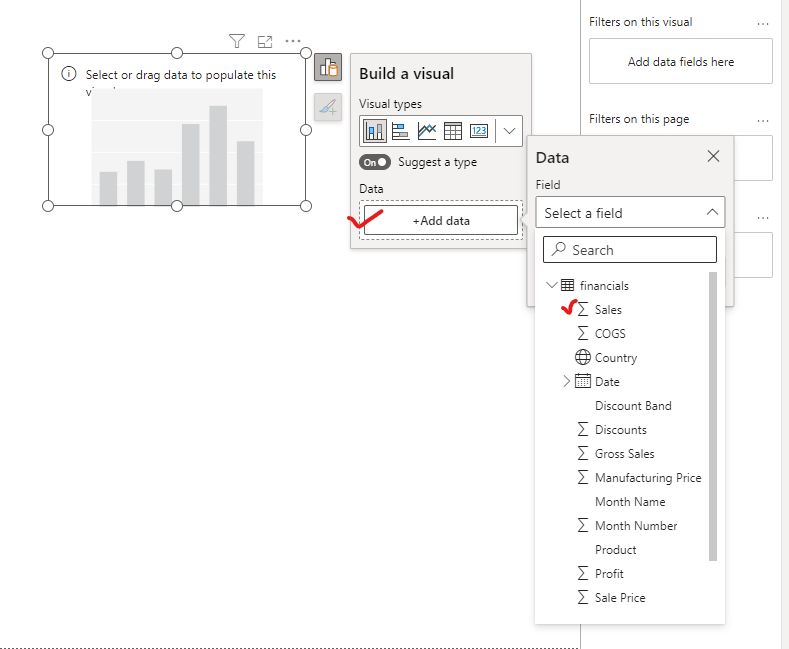 Select or drag data to populate this
Build a visual
Visual types
123
On
Suggest a type
Data
+Add data
Filters on this visual
...
Add data fields here
Filters on this page
...
...
Data
Field
Select a field
Search
financials
Sales
COGS
Country
Date
Discount Band
Discounts
Gross Sales
Manufacturing Price
Month Name
Month Number
Product
Profit
Sale Price